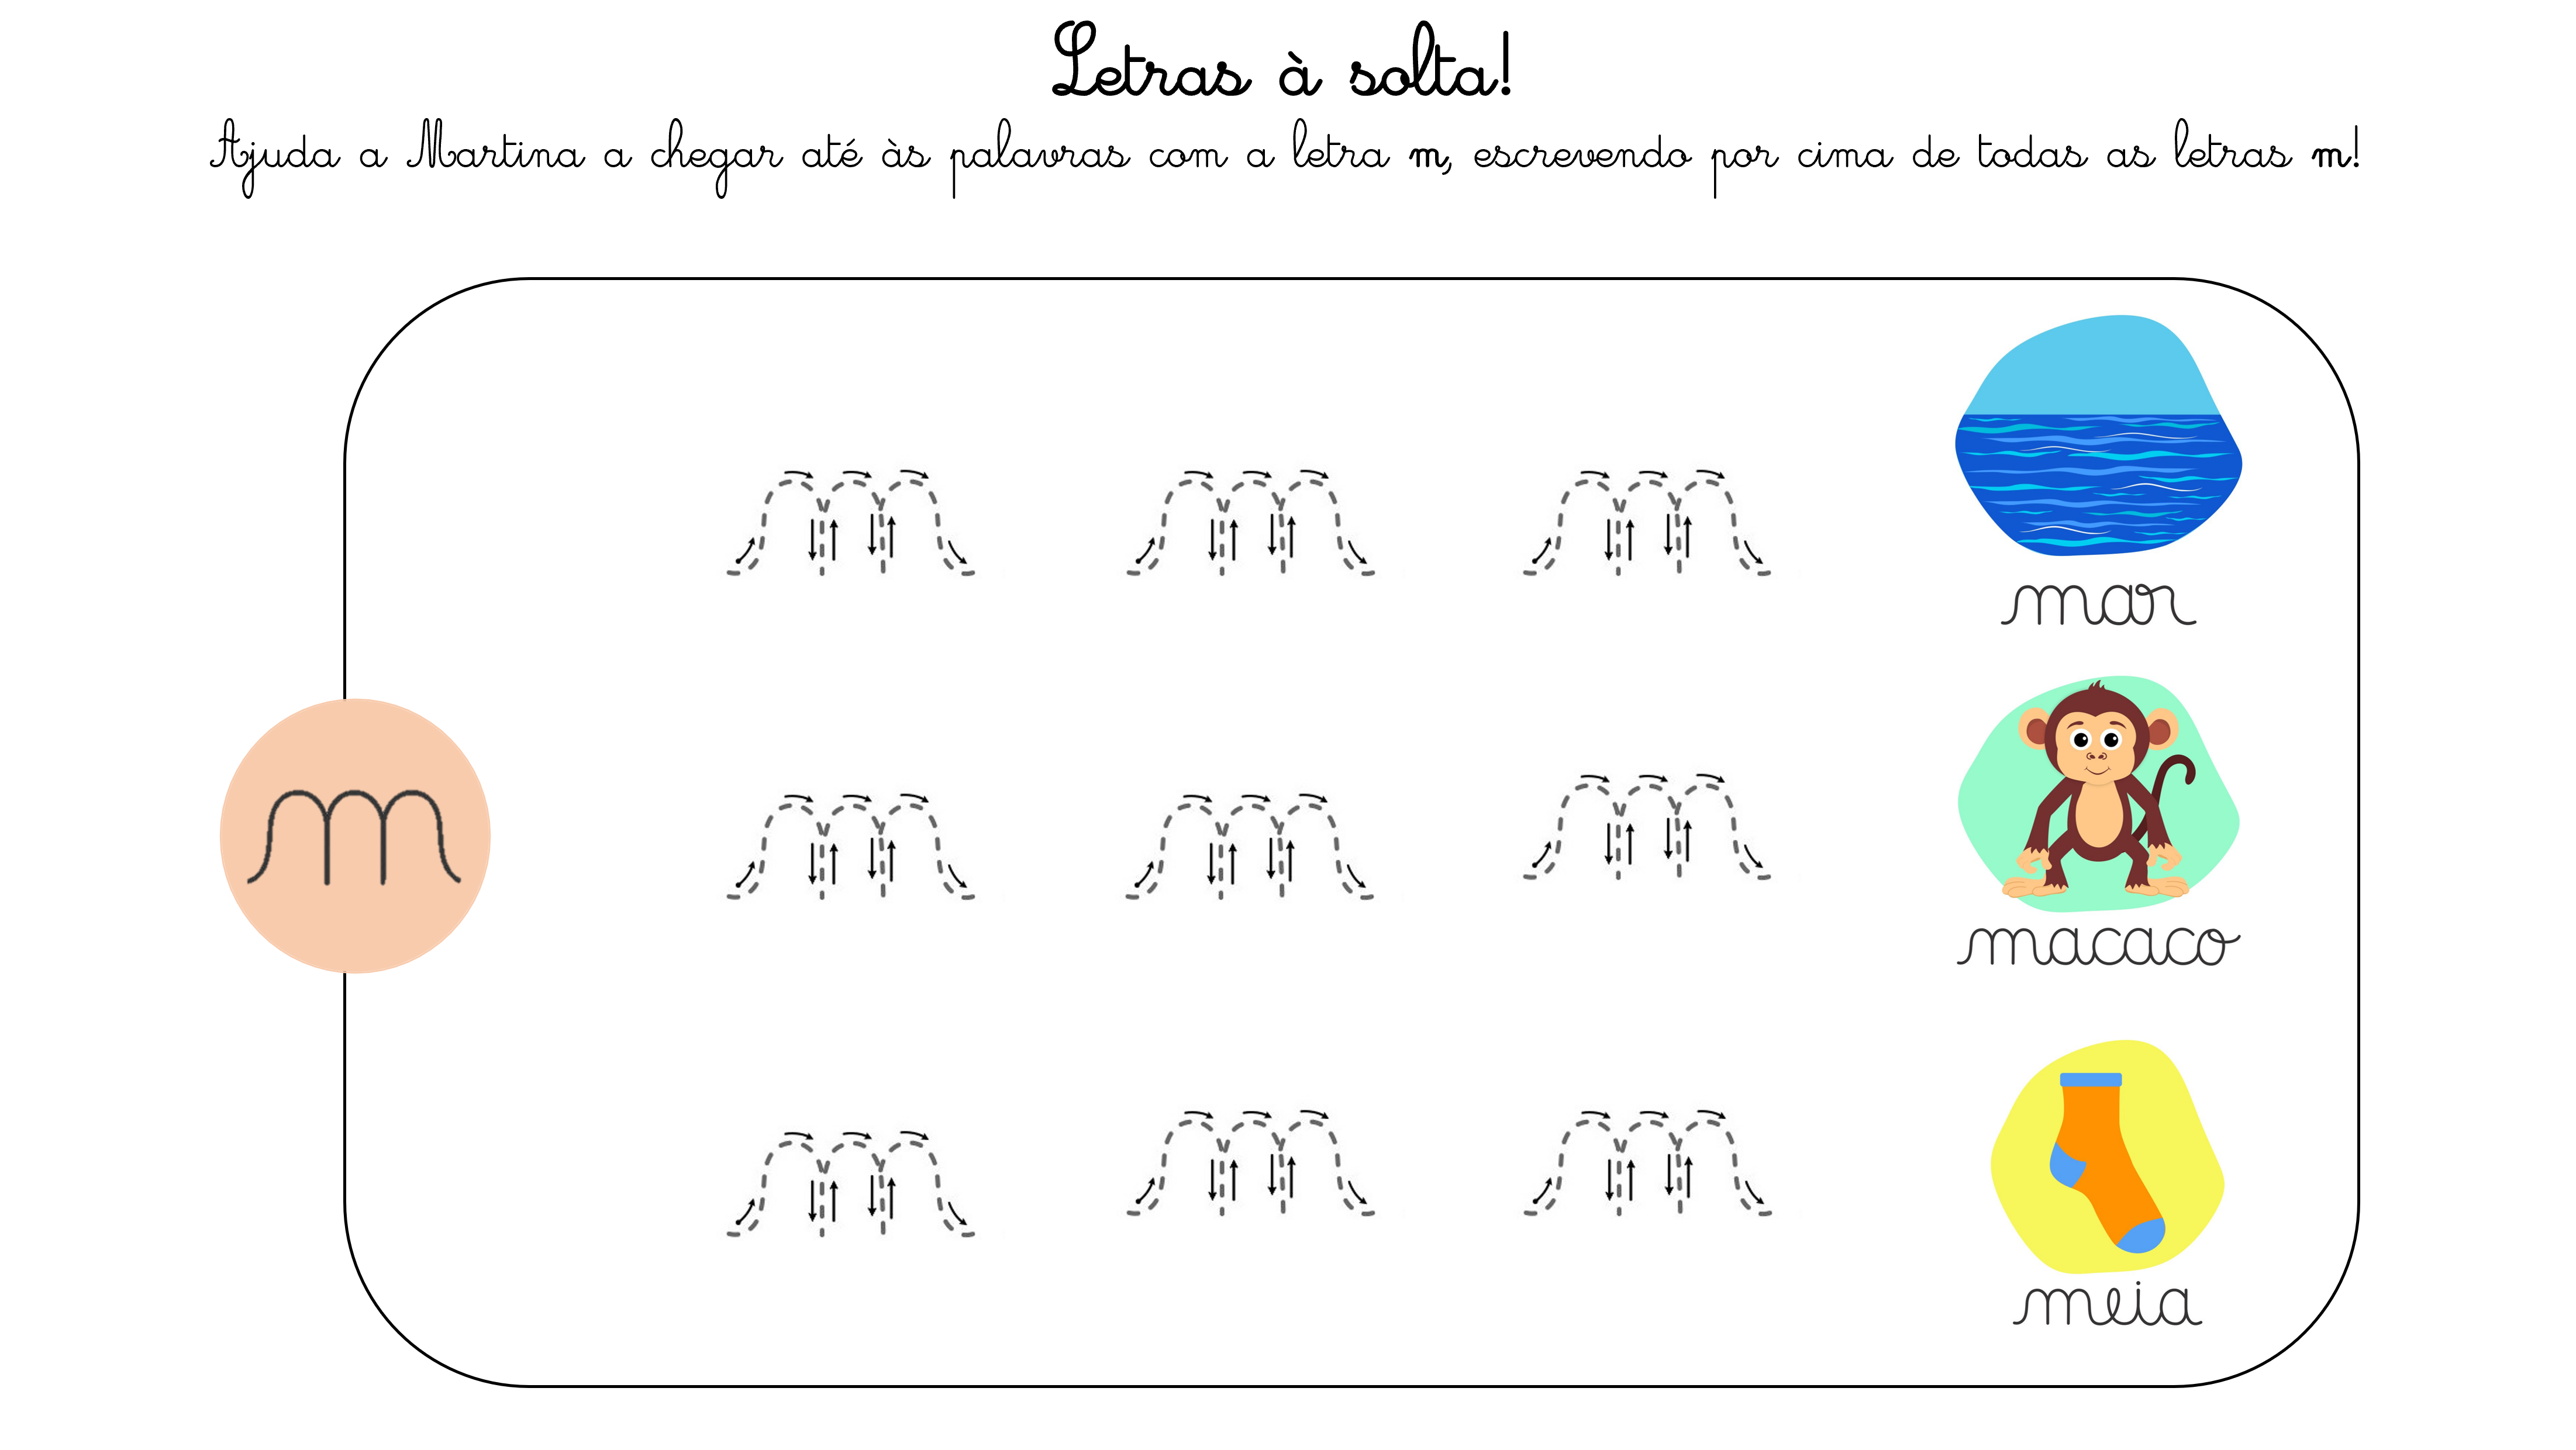 Letras à solta!
Ajuda a Martina a chegar até às palavras com a letra m, escrevendo por cima de todas as letras m!
m m m
mar
m
m m m
macaco
m m m
meia